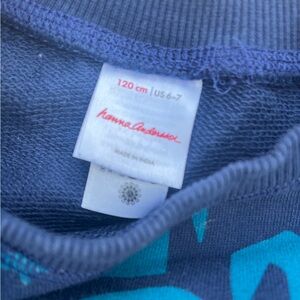 120 cm | US 6-7
hanna andersson
MADE IN INDIA